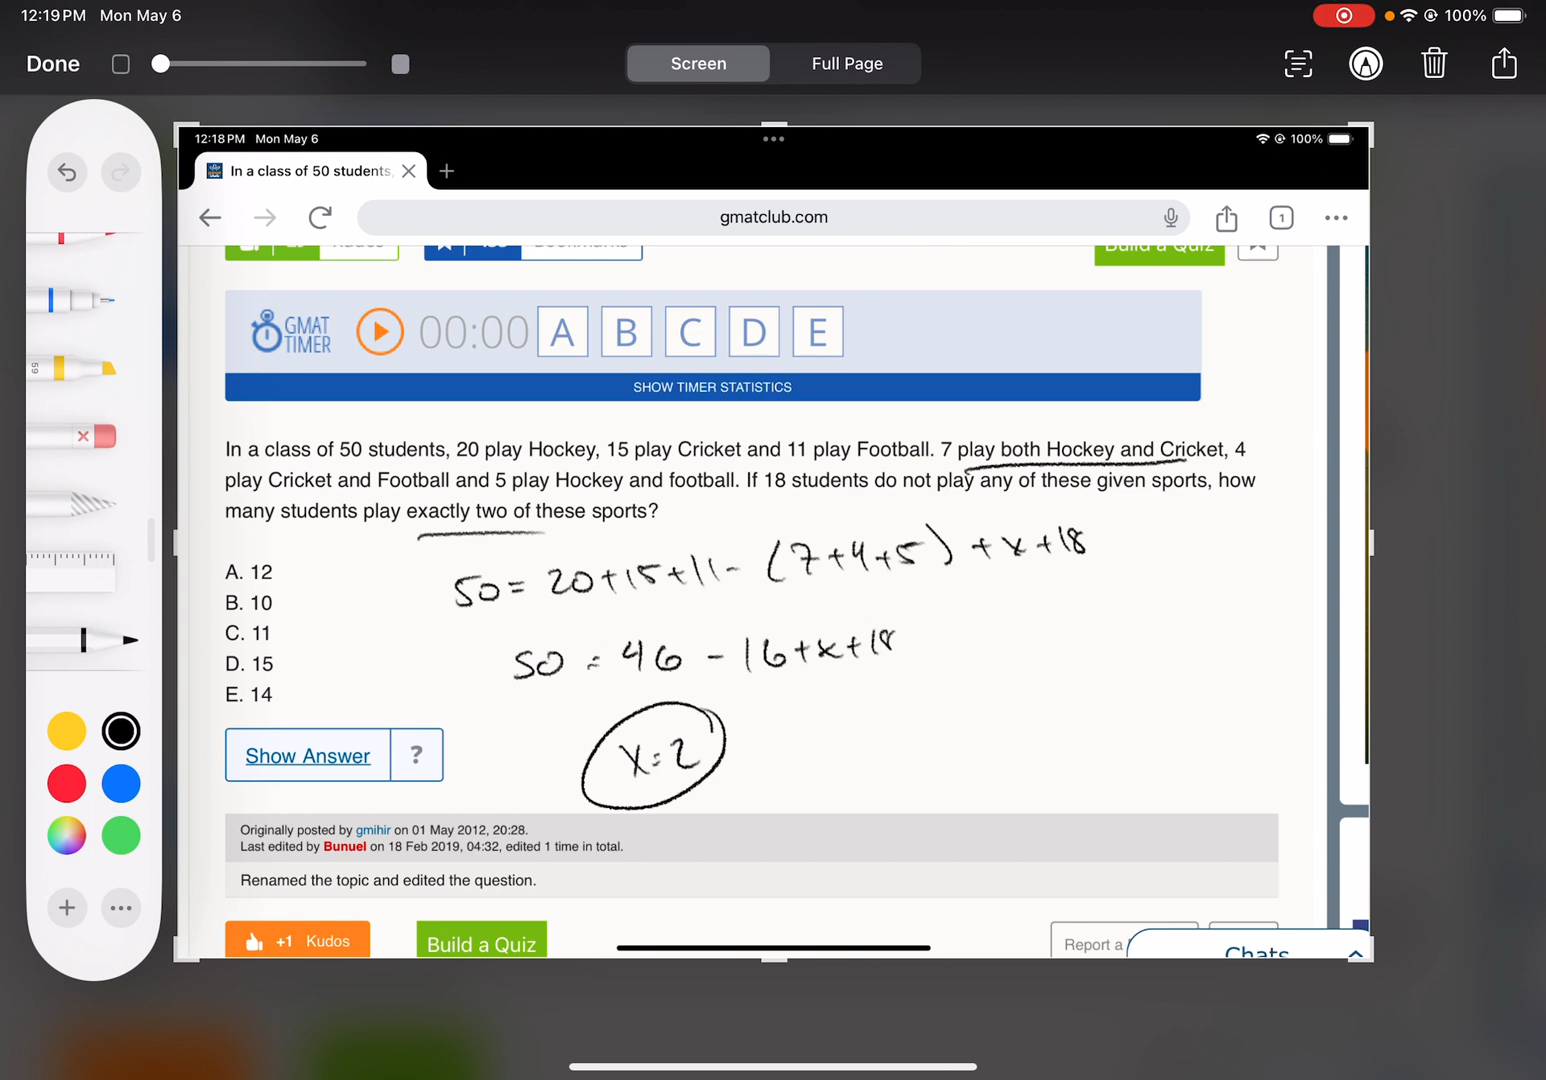 12:19 PM Mon May 6
100%
Done
Screen
Full Page
12:18 PM Mon May 6
100%
In a class of 50 students,
gmatclub.com
1
Build a Quiz
GMAT TIMER
00:00
A B C D E
SHOW TIMER STATISTICS
In a class of 50 students, 20 play Hockey, 15 play Cricket and 11 play Football. 7 play both Hockey and Cricket, 4
play Cricket and Football and 5 play Hockey and football. If 18 students do not play any of these given sports, how
many students play exactly two of these sports?
50 = 20+15+11- (7+4+5) +x+18
A. 12
B. 10
C. 11
D. 15
E. 14
50 = 46 - 16+x+18
x=2
Show Answer
?
Originally posted by gmihir on 01 May 2012, 20:28.
Last edited by Bunuel on 18 Feb 2019, 04:32, edited 1 time in total.
Renamed the topic and edited the question.
+1 Kudos
Build a Quiz
Report a
Chats
59